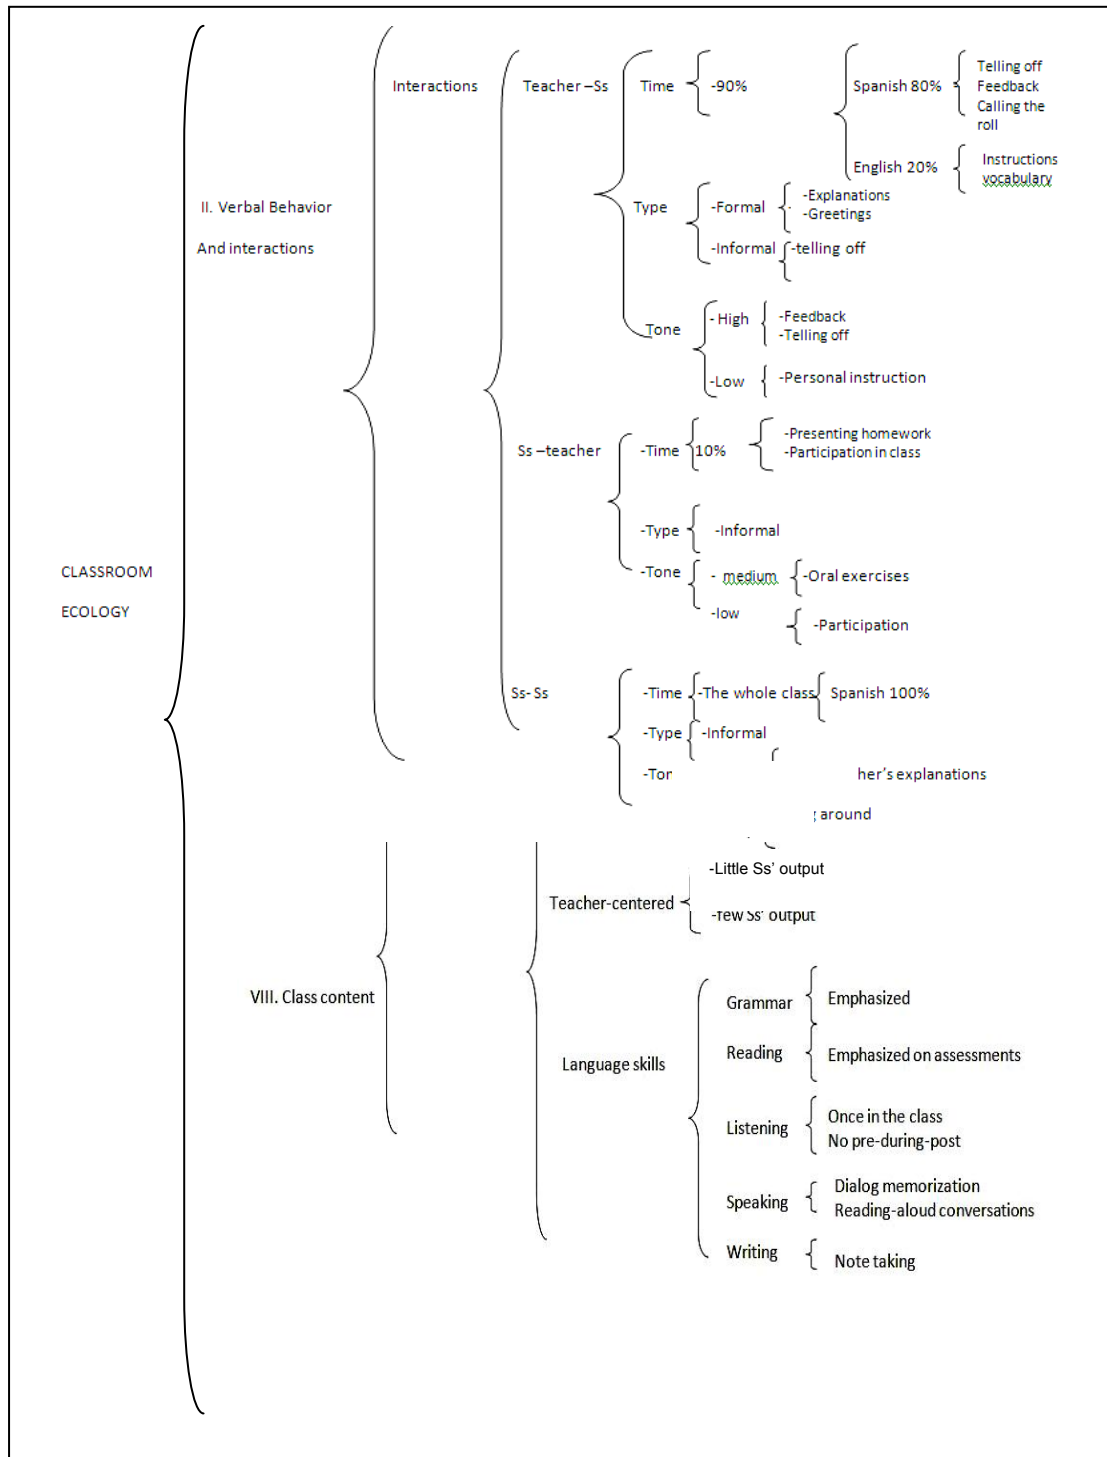 CLASSROOM
ECOLOGY
II. Verbal Behavior
And interactions
Interactions
Teacher –Ss
Time
-90%
Spanish 80%
Telling off
Feedback
Calling the
roll
English 20%
Instructions
vocabulary
Type
-Formal
-Explanations
-Greetings
-Informal
-telling off
Tone
- High
-Feedback
-Telling off
-Low
-Personal instruction
Ss –teacher
-Time
10%
-Presenting homework
-Participation in class
-Type
-Informal
-Tone
- medium
-Oral exercises
-low
-Participation
Ss- Ss
-Time
-The whole class
Spanish 100%
-Type
-Informal
explanations
around
VIII. Class content
Teacher-centered
-Little Ss' output
-few Ss' output
Language skills
Grammar
Emphasized
Reading
Emphasized on assessments
Listening
Once in the class
No pre-during-post
Speaking
Dialog memorization
Reading-aloud conversations
Writing
Note taking